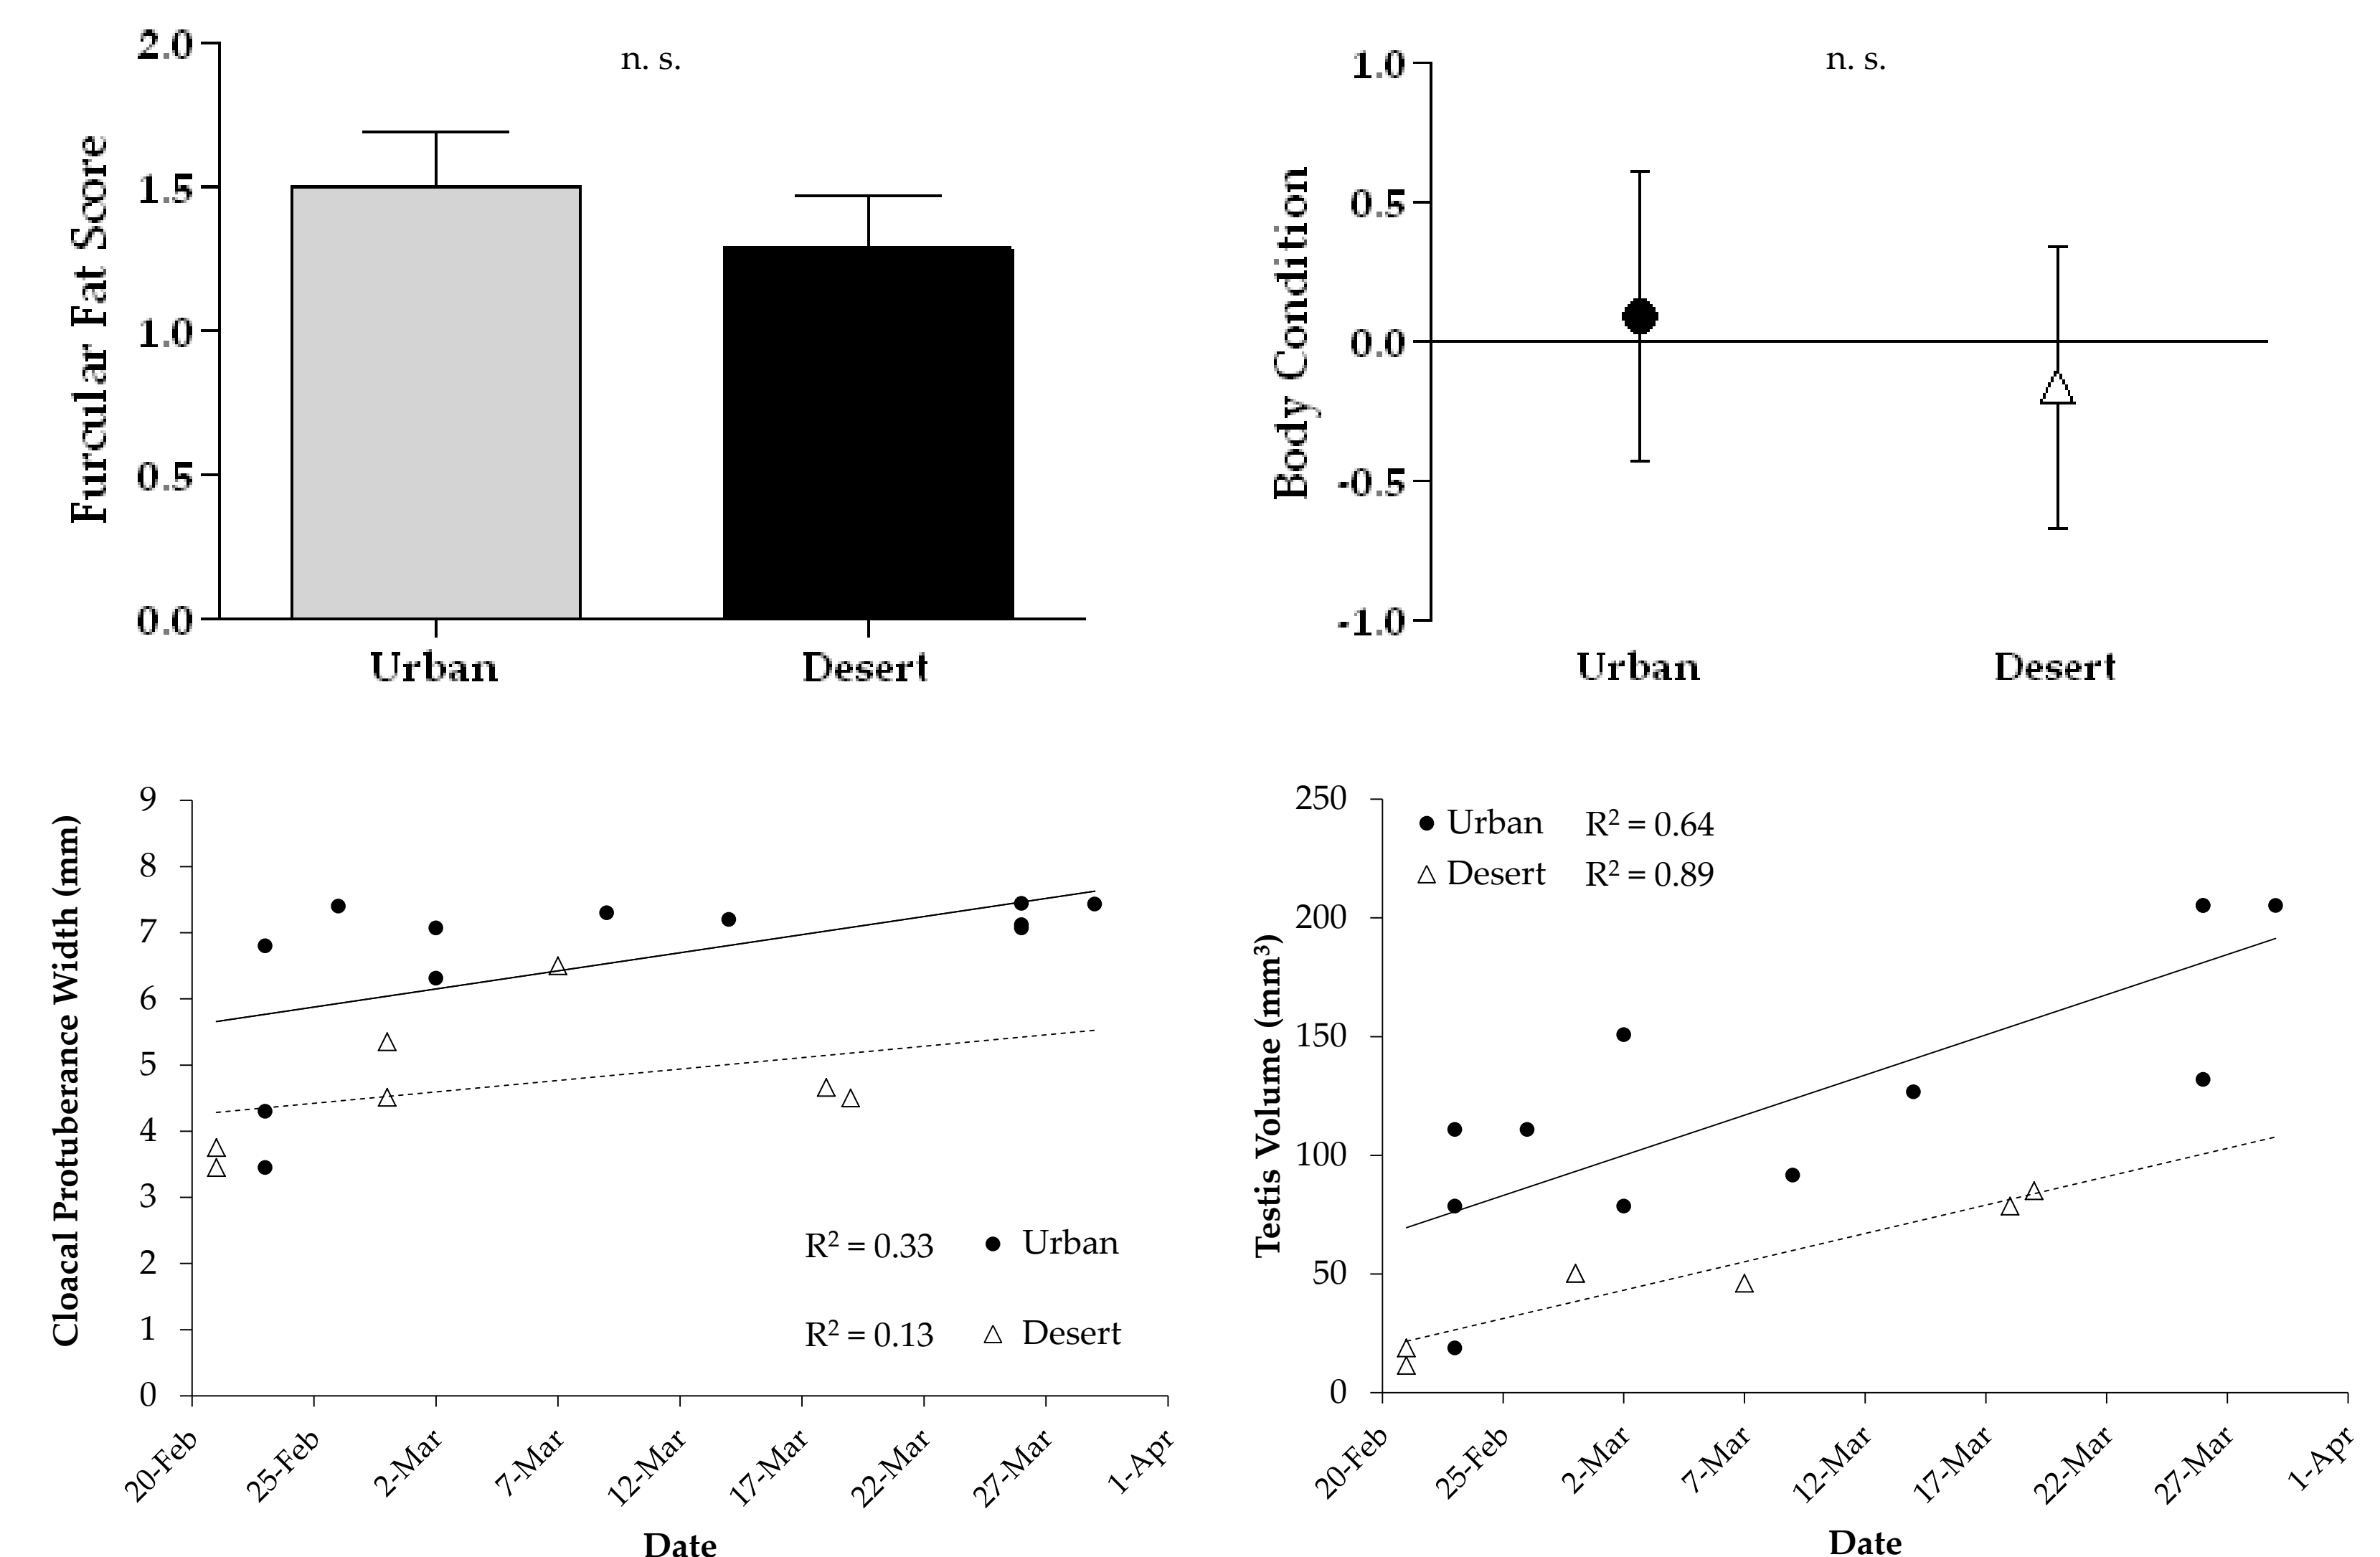 2.0
n. s.
1.5
1.0
0.5
0.0
Furcular Fat Score
Urban
Desert
1.0
n. s.
0.5
0.0
-0.5
-1.0
Body Condition
Urban
Desert
9
8
7
6
5
4
3
2
1
0
Cloacal Protuberance Width (mm)
R² = 0.33 Urban
R² = 0.13 Desert
20-Feb
25-Feb
2-Mar
7-Mar
12-Mar
17-Mar
22-Mar
27-Mar
1-Apr
Date
250
200
150
100
50
0
Testis Volume (mm³)
Urban R² = 0.64
Desert R² = 0.89
20-Feb
25-Feb
2-Mar
7-Mar
12-Mar
17-Mar
22-Mar
27-Mar
1-Apr
Date